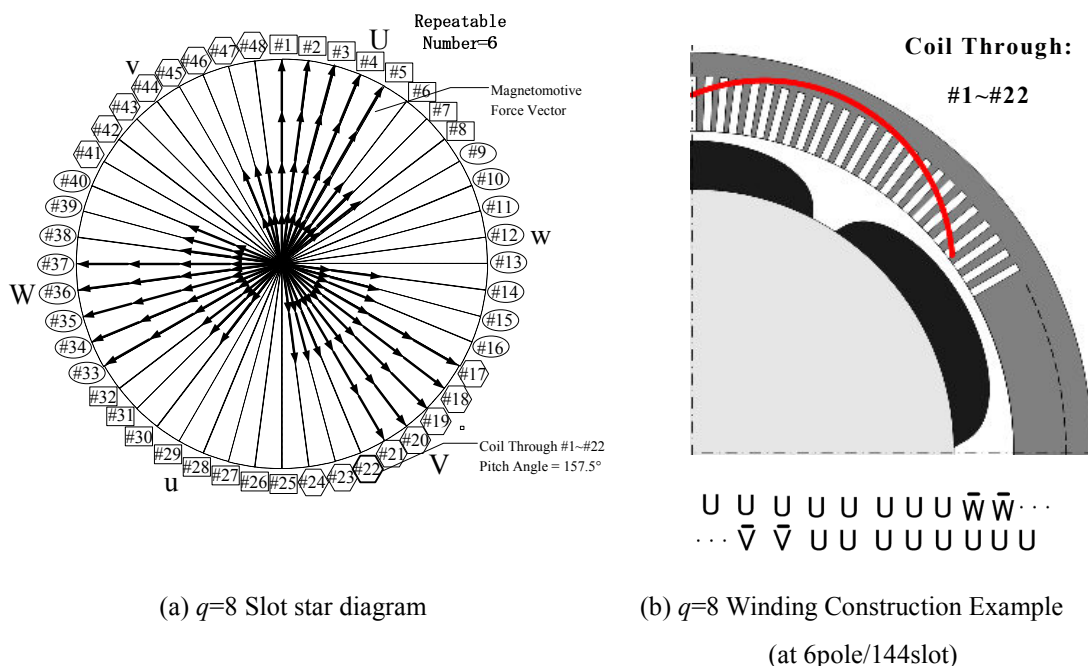 Repeatable
Number=6
U
#1
#2
#3
#4
#5
#6
#7
#8
#9
#10
#11
#12
w
#13
#14
#15
#16
#17
#18
#19
#20
#21
V
#22
#23
#24
#25
#26
#27
#28
u
#29
#30
#31
#32
#33
#34
#35
W
#36
#37
#38
#39
#40
#41
#42
#43
v
#44
#45
#46
#47
#48
Magnetomotive
Force Vector
Coil Through #1~#22
Pitch Angle = 157.5°
(a) q=8 Slot star diagram
Coil Through:
#1~#22
U U U U U U U U W̄ W̄ ···
··· V̄ V̄ U U U U U U U U
(b) q=8 Winding Construction Example
(at 6pole/144slot)